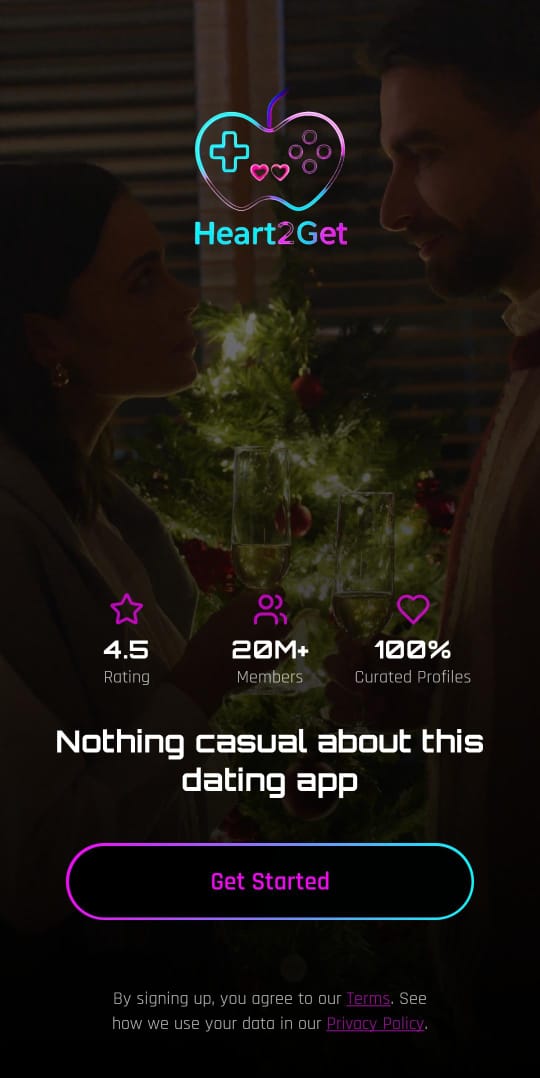 Heart2Get
4.5
20M+
100%
Rating
Members
Curated Profiles
Nothing casual about this
dating app
Get Started
By signing up, you agree to our Terms. See
how we use your data in our Privacy Policy.